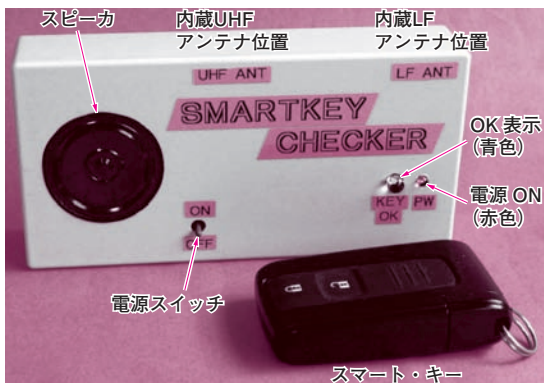 スピーカ
内蔵UHF
アンテナ位置
内蔵LF
アンテナ位置
UHF ANT
LF ANT
SMARTKEY
CHECKER
OK 表示
(青色)
電源 ON
(赤色)
KEY
OK
PW
ON
OFF
電源スイッチ
スマート・キー